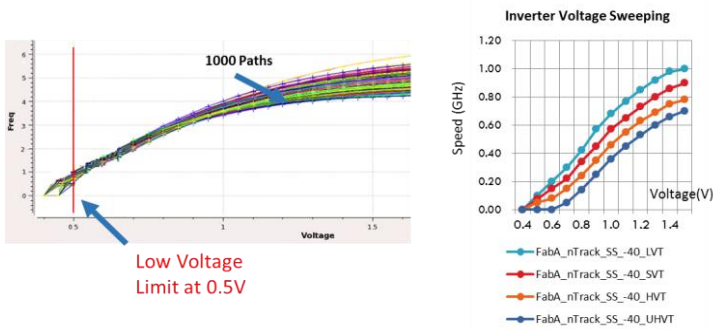 Inverter Voltage Sweeping
6
5
4
3
2
1
0
Freq
1000 Paths
0.5
1
1.5
Voltage
Low Voltage
Limit at 0.5V
1.20
1.00
0.80
0.60
0.40
0.20
0.00
Speed (GHz)
Voltage(V)
0.4 0.6 0.8 1.0 1.2 1.4
FabA_nTrack_SS_-40_LVT
FabA_nTrack_SS_-40_SVT
FabA_nTrack_SS_-40_HVT
FabA_nTrack_SS_-40_UHVT